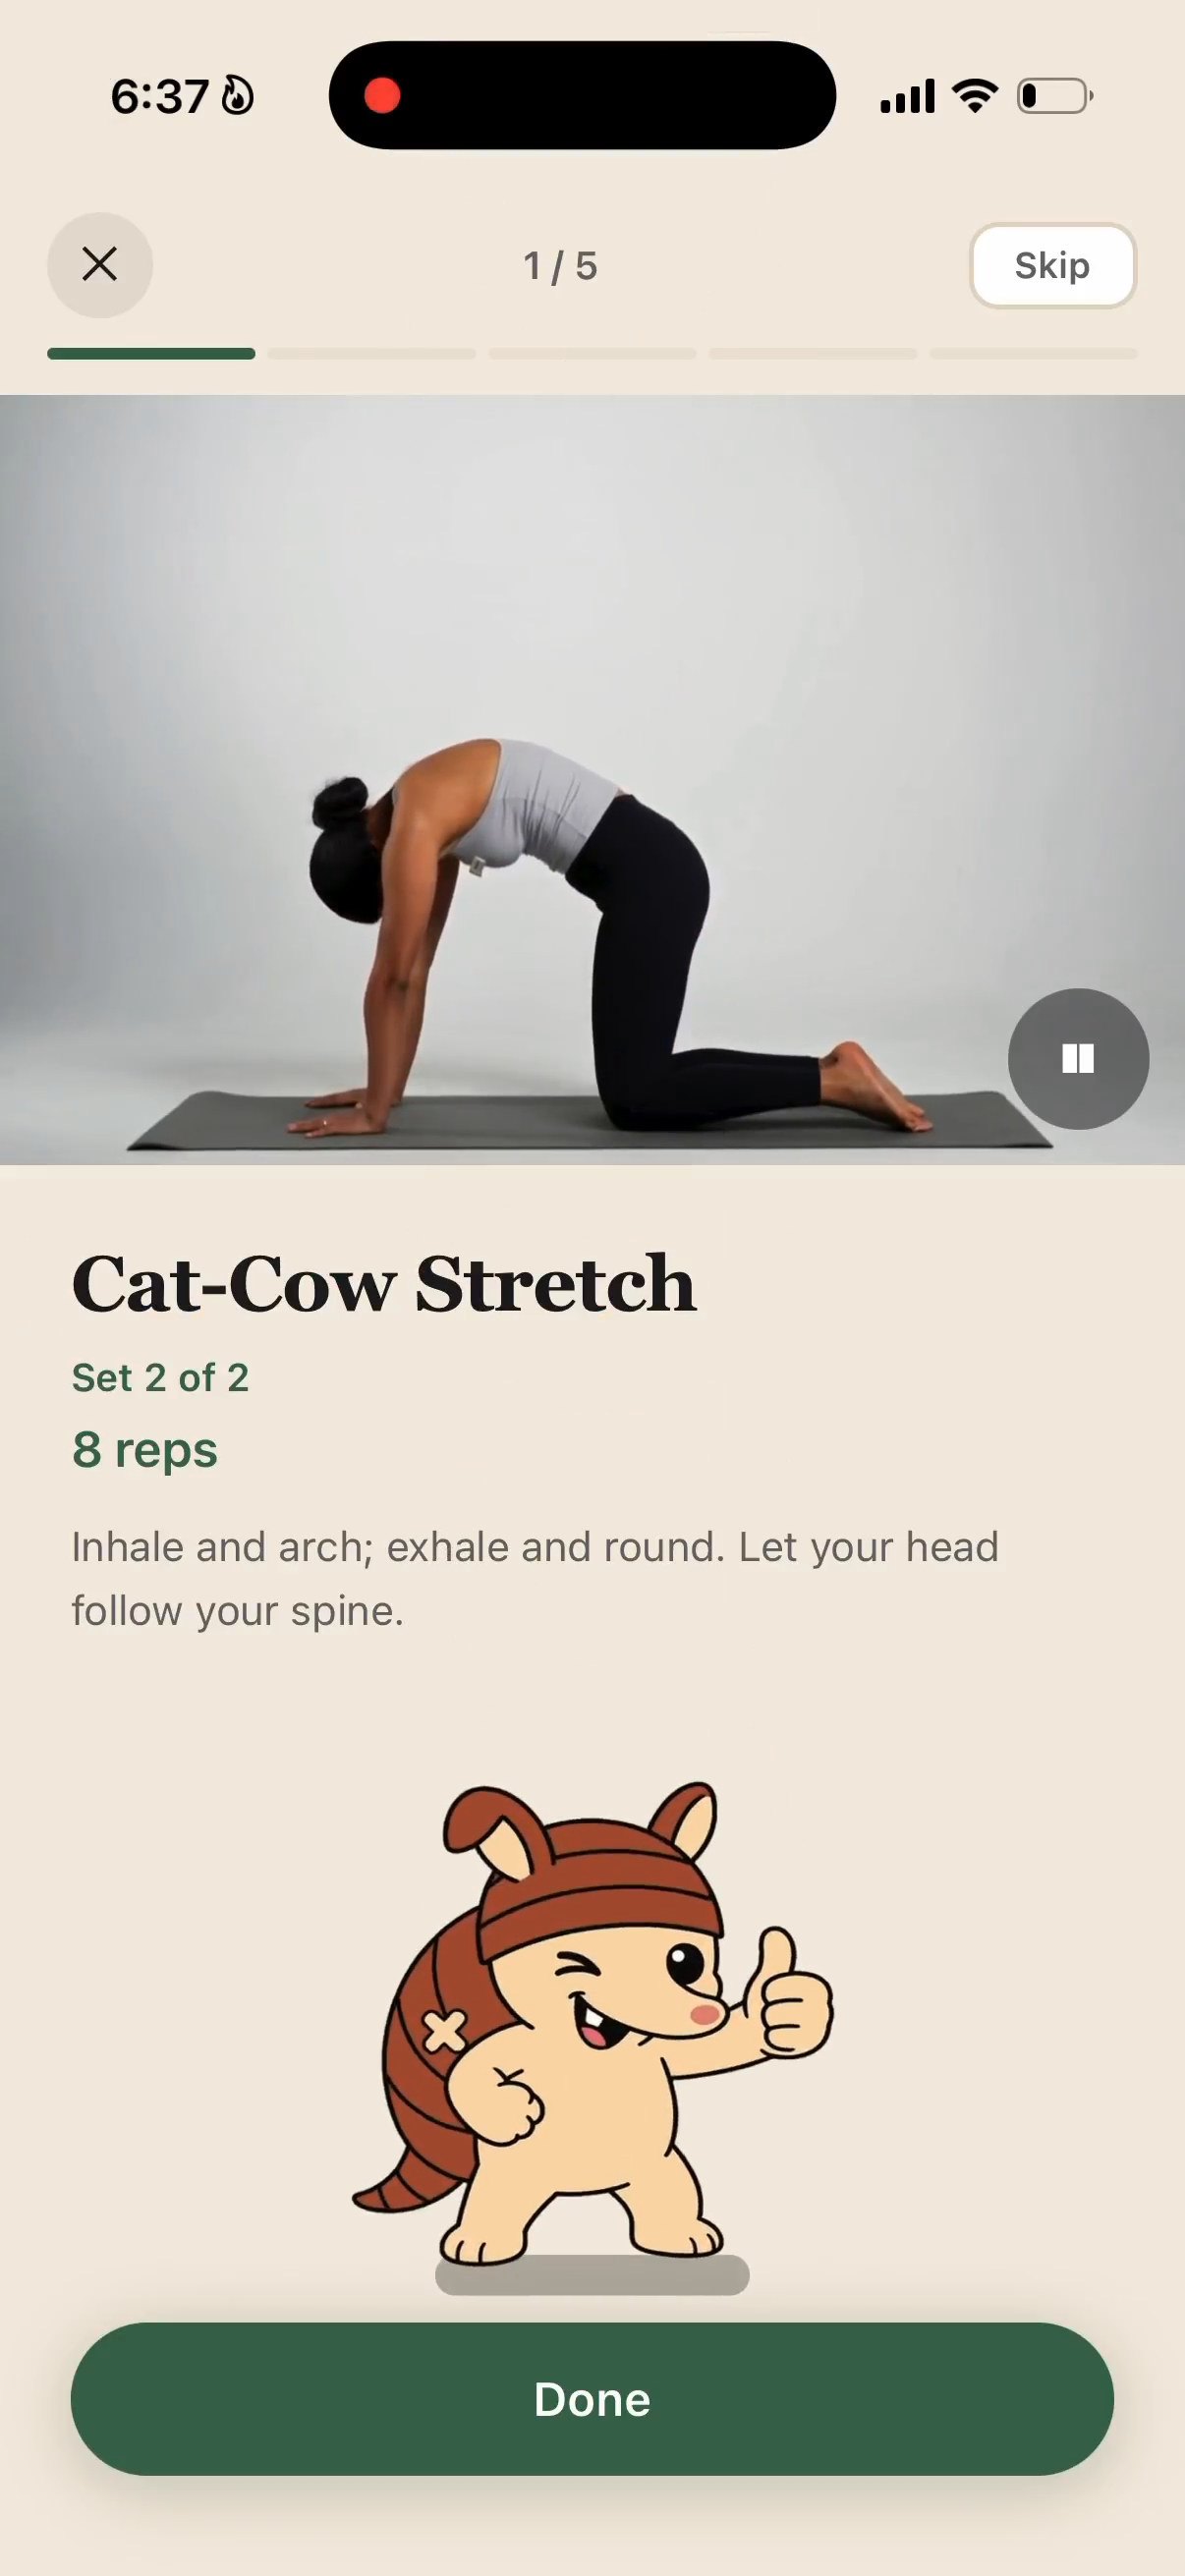 6:37
1 / 5
Skip
Cat-Cow Stretch
Set 2 of 2
8 reps
Inhale and arch; exhale and round. Let your head
follow your spine.
Done